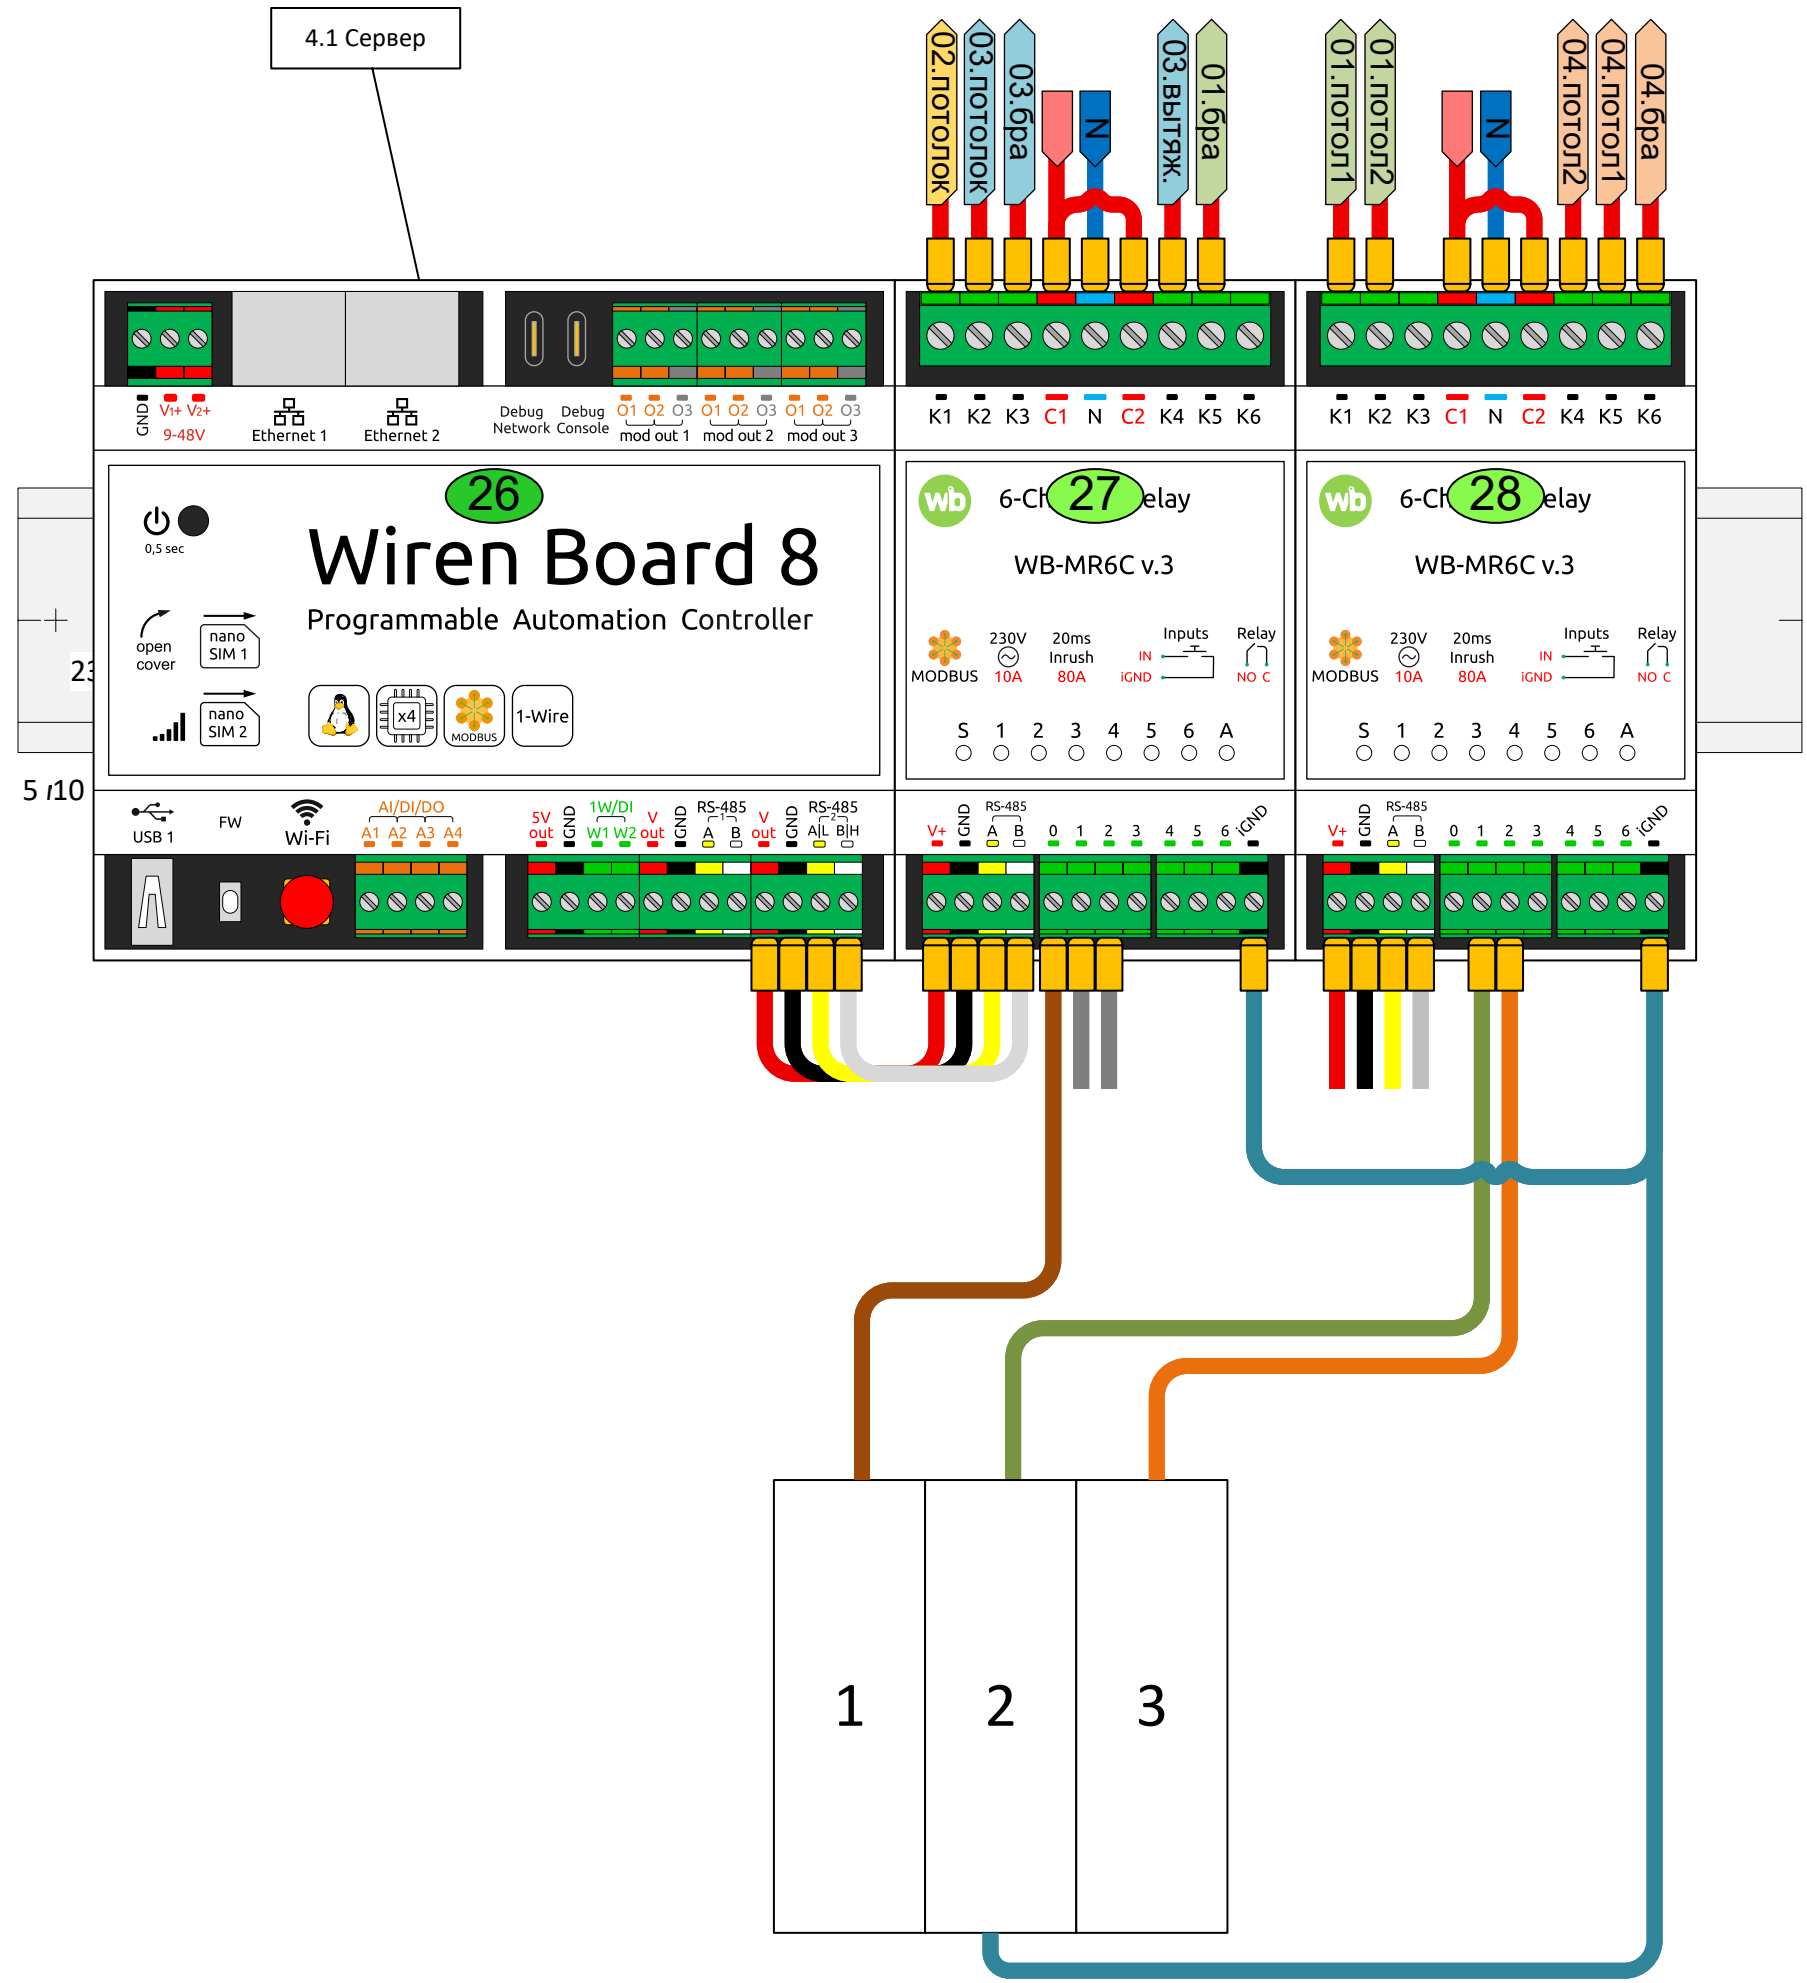 4.1 Сервер
02.потолок
03.потолок
03.бра
N
03.вытяж.
01.бра
01.потол1
01.потол2
N
04.потол2
04.потол1
04.бра
GND V1+ V2+
9-48V
Ethernet 1
Ethernet 2
Debug Network
Debug Console
O1 O2 O3 O1 O2 O3 O1 O2 O3
mod out 1 mod out 2 mod out 3
K1 K2 K3 C1 N C2 K4 K5 K6
K1 K2 K3 C1 N C2 K4 K5 K6
26
0,5 sec
Wiren Board 8
Programmable Automation Controller
open cover
nano SIM 1
nano SIM 2
x4
MODBUS
1-Wire
wb
6-Ch
27
elay
WB-MR6C v.3
MODBUS
230V
10A
20ms
Inrush
80A
Inputs
IN
iGND
Relay
NO C
S 1 2 3 4 5 6 A
wb
6-Ch
28
elay
WB-MR6C v.3
MODBUS
230V
10A
20ms
Inrush
80A
Inputs
IN
iGND
Relay
NO C
S 1 2 3 4 5 6 A
23
5
10
USB 1
FW
Wi-Fi
AI/DI/DO
A1 A2 A3 A4
5V out
GND
1W/DI
W1 W2
V out
GND
RS-485
1
A B
V out
GND
RS-485
2
A|L B|H
V+ GND
RS-485
A B
0 1 2 3 4 5 6 iGND
V+ GND
RS-485
A B
0 1 2 3 4 5 6 iGND
1
2
3